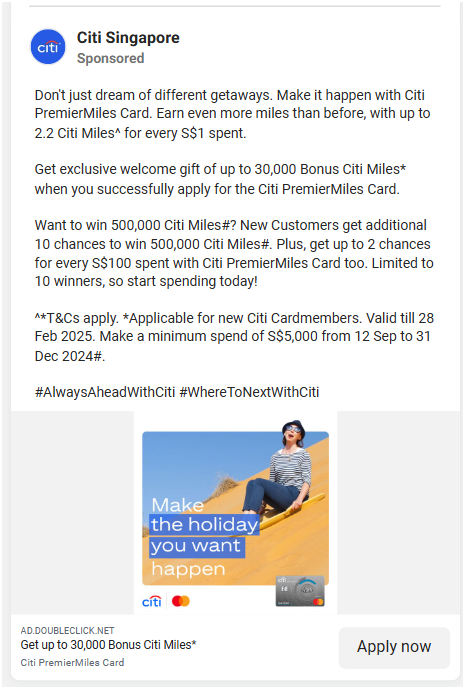 Citi Singapore
citi
Sponsored
Don't just dream of different getaways. Make it happen with Citi
PremierMiles Card. Earn even more miles than before, with up to
2.2 Citi Miles^ for every S$1 spent.
Get exclusive welcome gift of up to 30,000 Bonus Citi Miles*
when you successfully apply for the Citi PremierMiles Card.
Want to win 500,000 Citi Miles#? New Customers get additional
10 chances to win 500,000 Citi Miles#. Plus, get up to 2 chances
for every S$100 spent with Citi PremierMiles Card too. Limited to
10 winners, so start spending today!
^*T&Cs apply. *Applicable for new Citi Cardmembers. Valid till 28
Feb 2025. Make a minimum spend of S$5,000 from 12 Sep to 31
Dec 2024#.
#AlwaysAheadWithCiti #WhereToNextWithCiti
Make
the holiday
you want
happen
citi
AD.DOUBLECLICK.NET
Get up to 30,000 Bonus Citi Miles*
Citi PremierMiles Card
Apply now